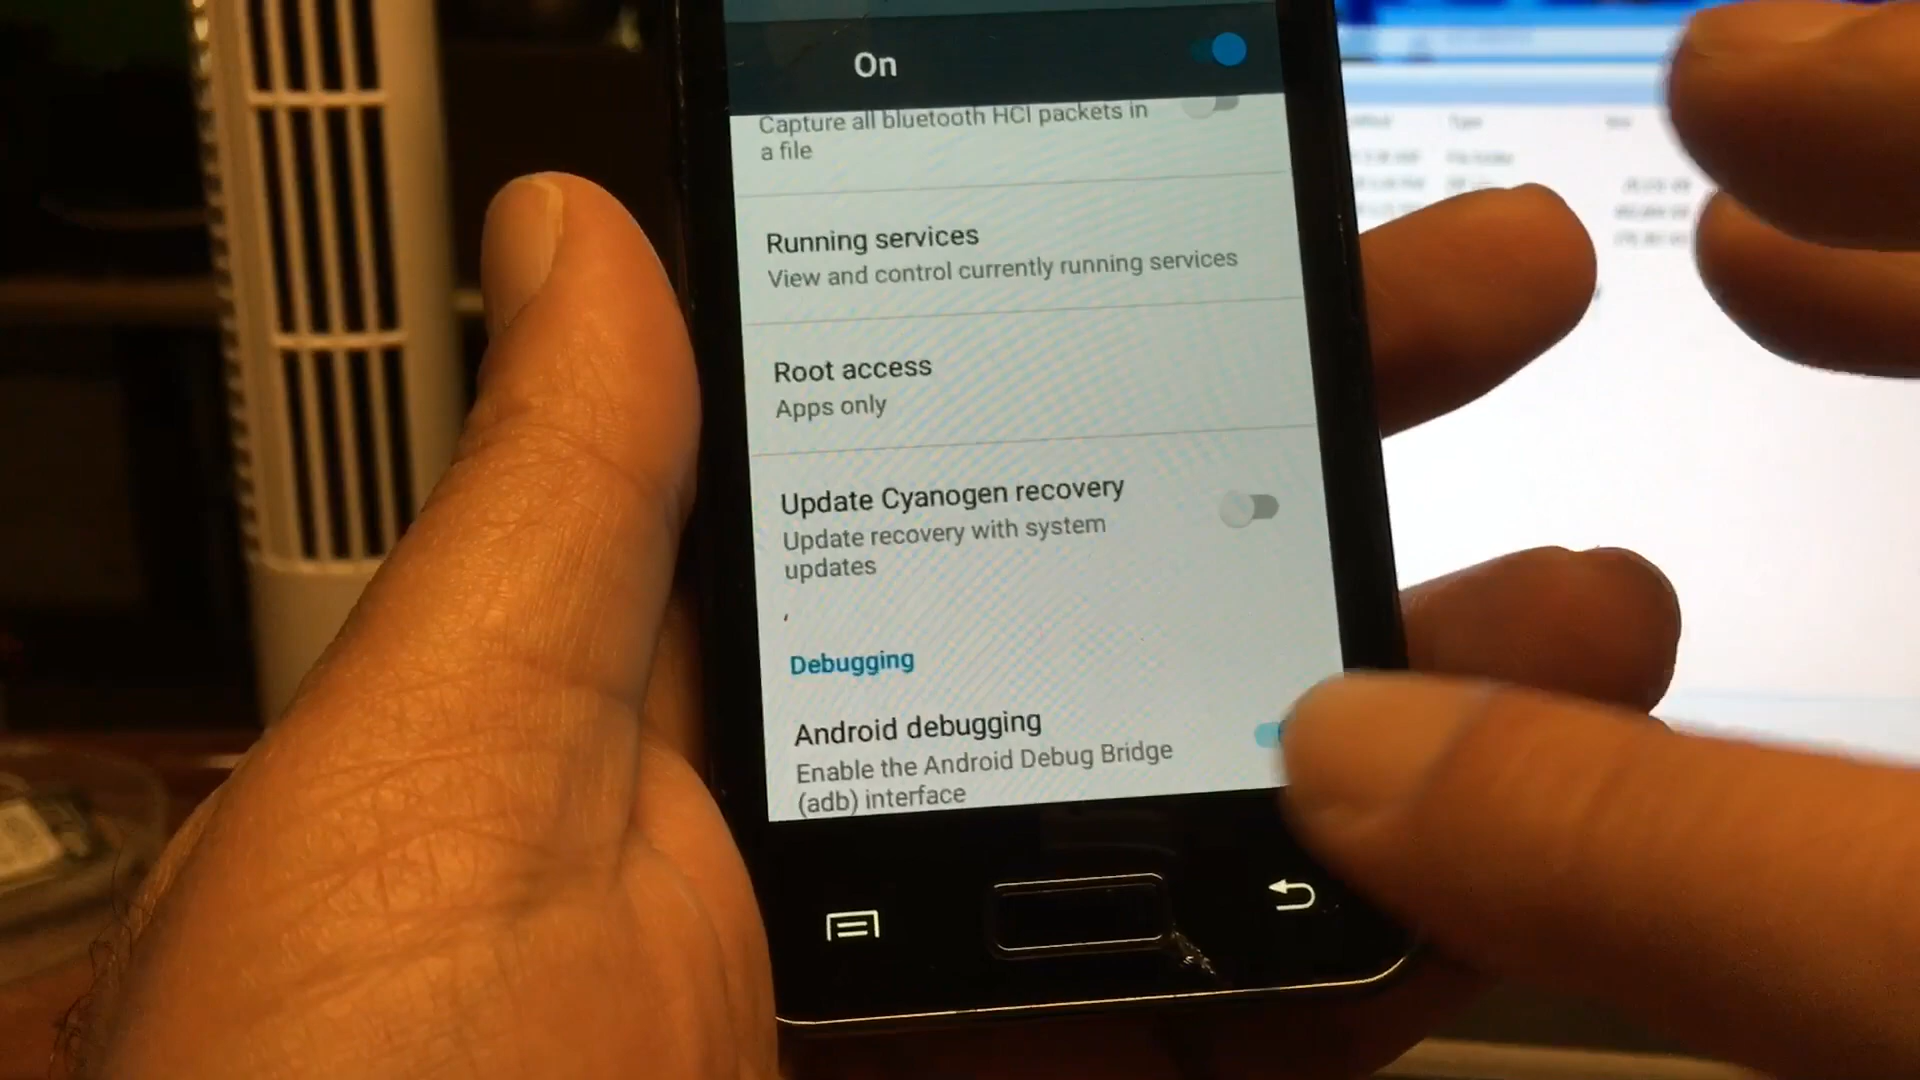 On
Capture all bluetooth HCI packets in
a file
Running services
View and control currently running services
Root access
Apps only
Update Cyanogen recovery
Update recovery with system
updates
Debugging
Android debugging
Enable the Android Debug Bridge
(adb) interface